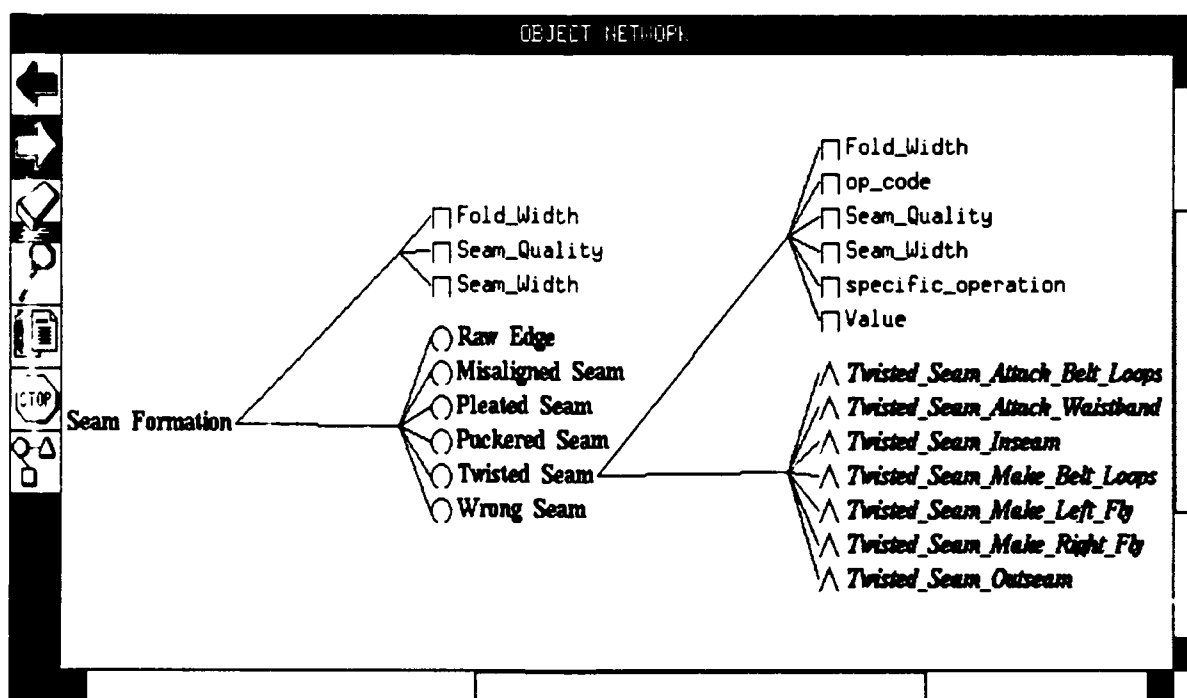 OBJECT NETWORK
Fold_Width
op_code
Seam_Quality
Seam_Width
specific_operation
Value
Fold_Width
Seam_Quality
Seam_Width
Raw Edge
Misaligned Seam
Pleated Seam
Puckered Seam
Twisted Seam
Wrong Seam
Seam Formation
Twisted_Seam_Attach_Belt_Loops
Twisted_Seam_Attach_Waistband
Twisted_Seam_Inseam
Twisted_Seam_Make_Belt_Loops
Twisted_Seam_Make_Left_Fly
Twisted_Seam_Make_Right_Fly
Twisted_Seam_Outseam
STOP